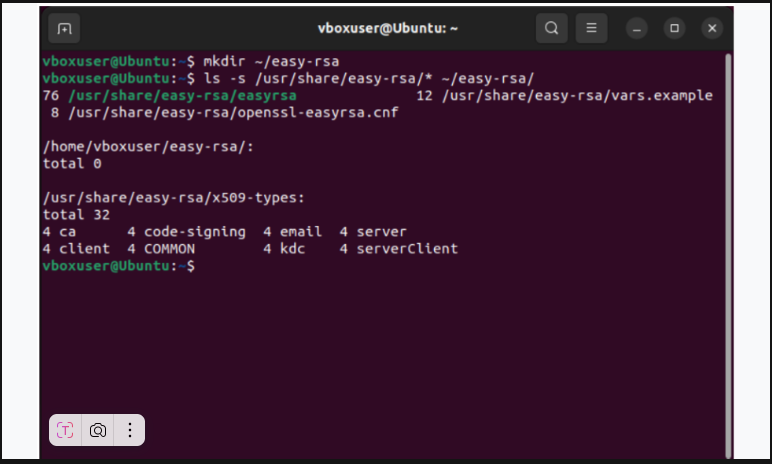 vboxuser@Ubuntu: ~
vboxuser@Ubuntu:~$ mkdir ~/easy-rsa
vboxuser@Ubuntu:~$ ls -s /usr/share/easy-rsa/* ~/easy-rsa/
76 /usr/share/easy-rsa/easyrsa              12 /usr/share/easy-rsa/vars.example
 8 /usr/share/easy-rsa/openssl-easyrsa.cnf

/home/vboxuser/easy-rsa/:
total 0

/usr/share/easy-rsa/x509-types:
total 32
4 ca      4 code-signing  4 email  4 server
4 client  4 COMMON        4 kdc    4 serverClient
vboxuser@Ubuntu:~$
T